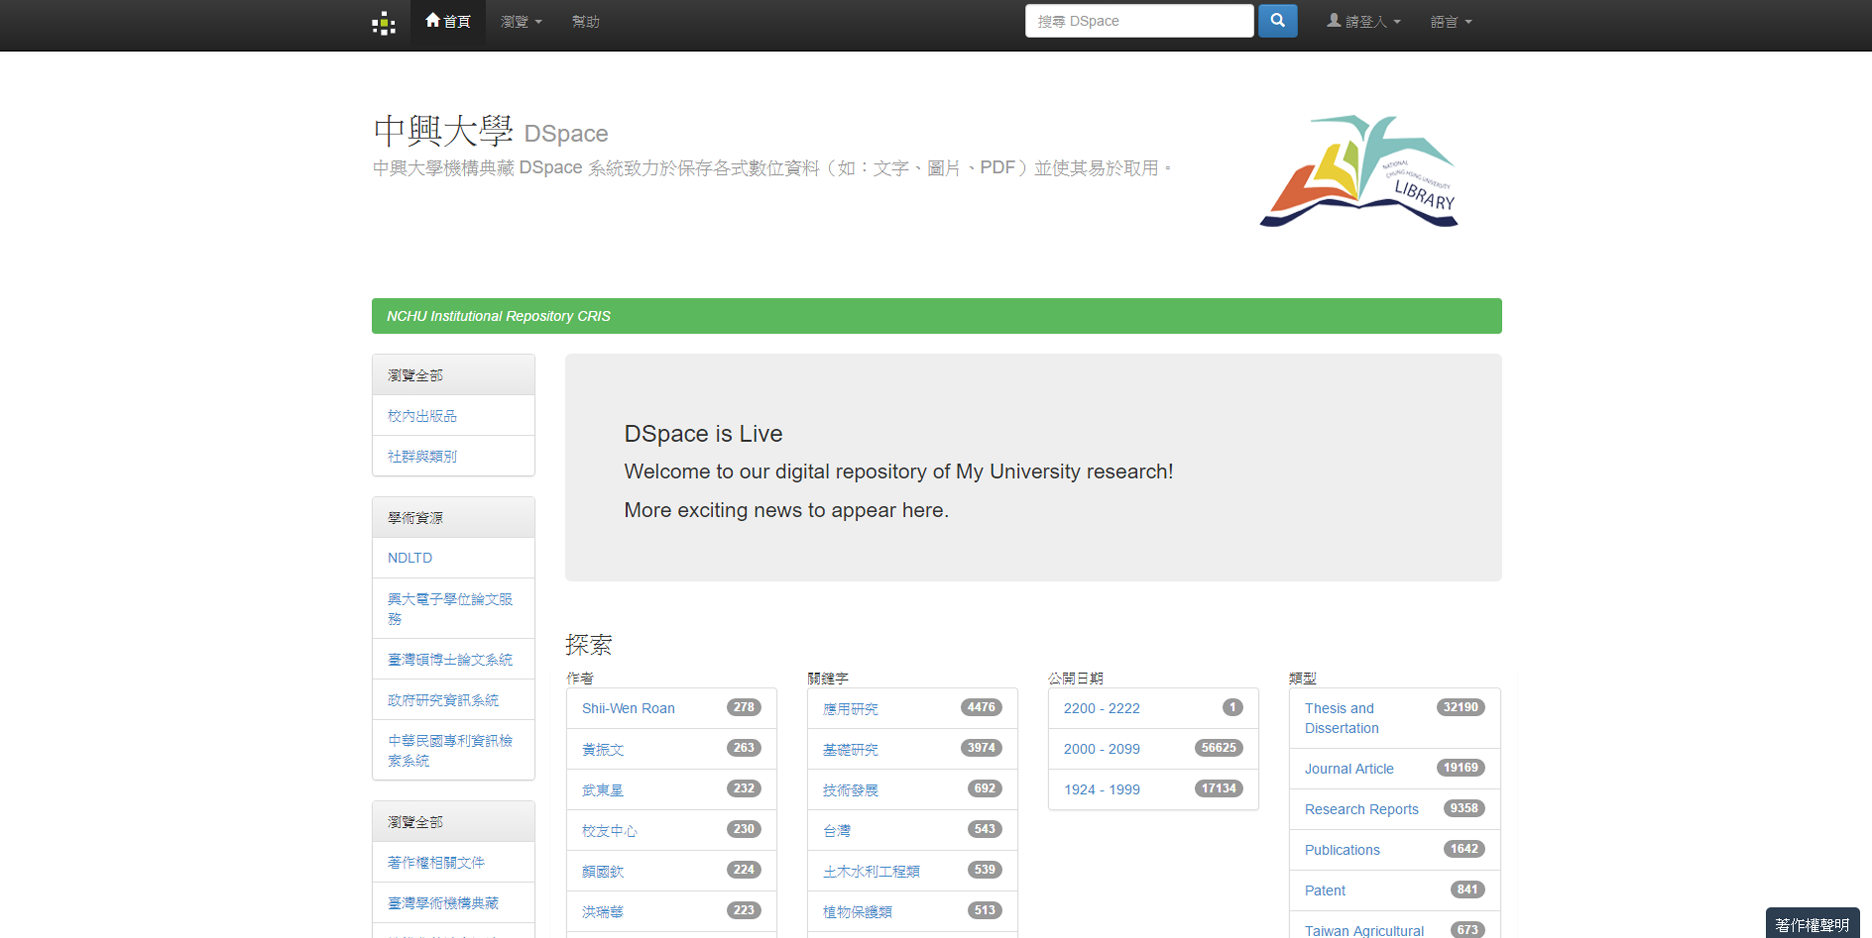 首頁
瀏覽
幫助
搜尋 DSpace
請登入
語言
中興大學 DSpace
中興大學機構典藏 DSpace 系統致力於保存各式數位資料（如：文字、圖片、PDF）並使其易於取用。
NATIONAL
CHUNG HSING UNIVERSITY
LIBRARY
NCHU Institutional Repository CRIS
瀏覽全部
校內出版品
社群與類別
學術資源
NDLTD
興大電子學位論文服
務
臺灣碩博士論文系統
政府研究資訊系統
中華民國專利資訊檢
索系統
瀏覽全部
著作權相關文件
臺灣學術機構典藏
DSpace is Live
Welcome to our digital repository of My University research!
More exciting news to appear here.
探索
作者
Shii-Wen Roan 278
黃振文 263
武東星 232
校友中心 230
顏國欽 224
洪瑞華 223
關鍵字
應用研究 4476
基礎研究 3974
技術發展 692
台灣 543
土木水利工程類 539
植物保護類 513
公開日期
2200 - 2222 1
2000 - 2099 56625
1924 - 1999 17134
類型
Thesis and 32190
Dissertation
Journal Article 19169
Research Reports 9358
Publications 1642
Patent 841
Taiwan Agricultural 673
著作權聲明